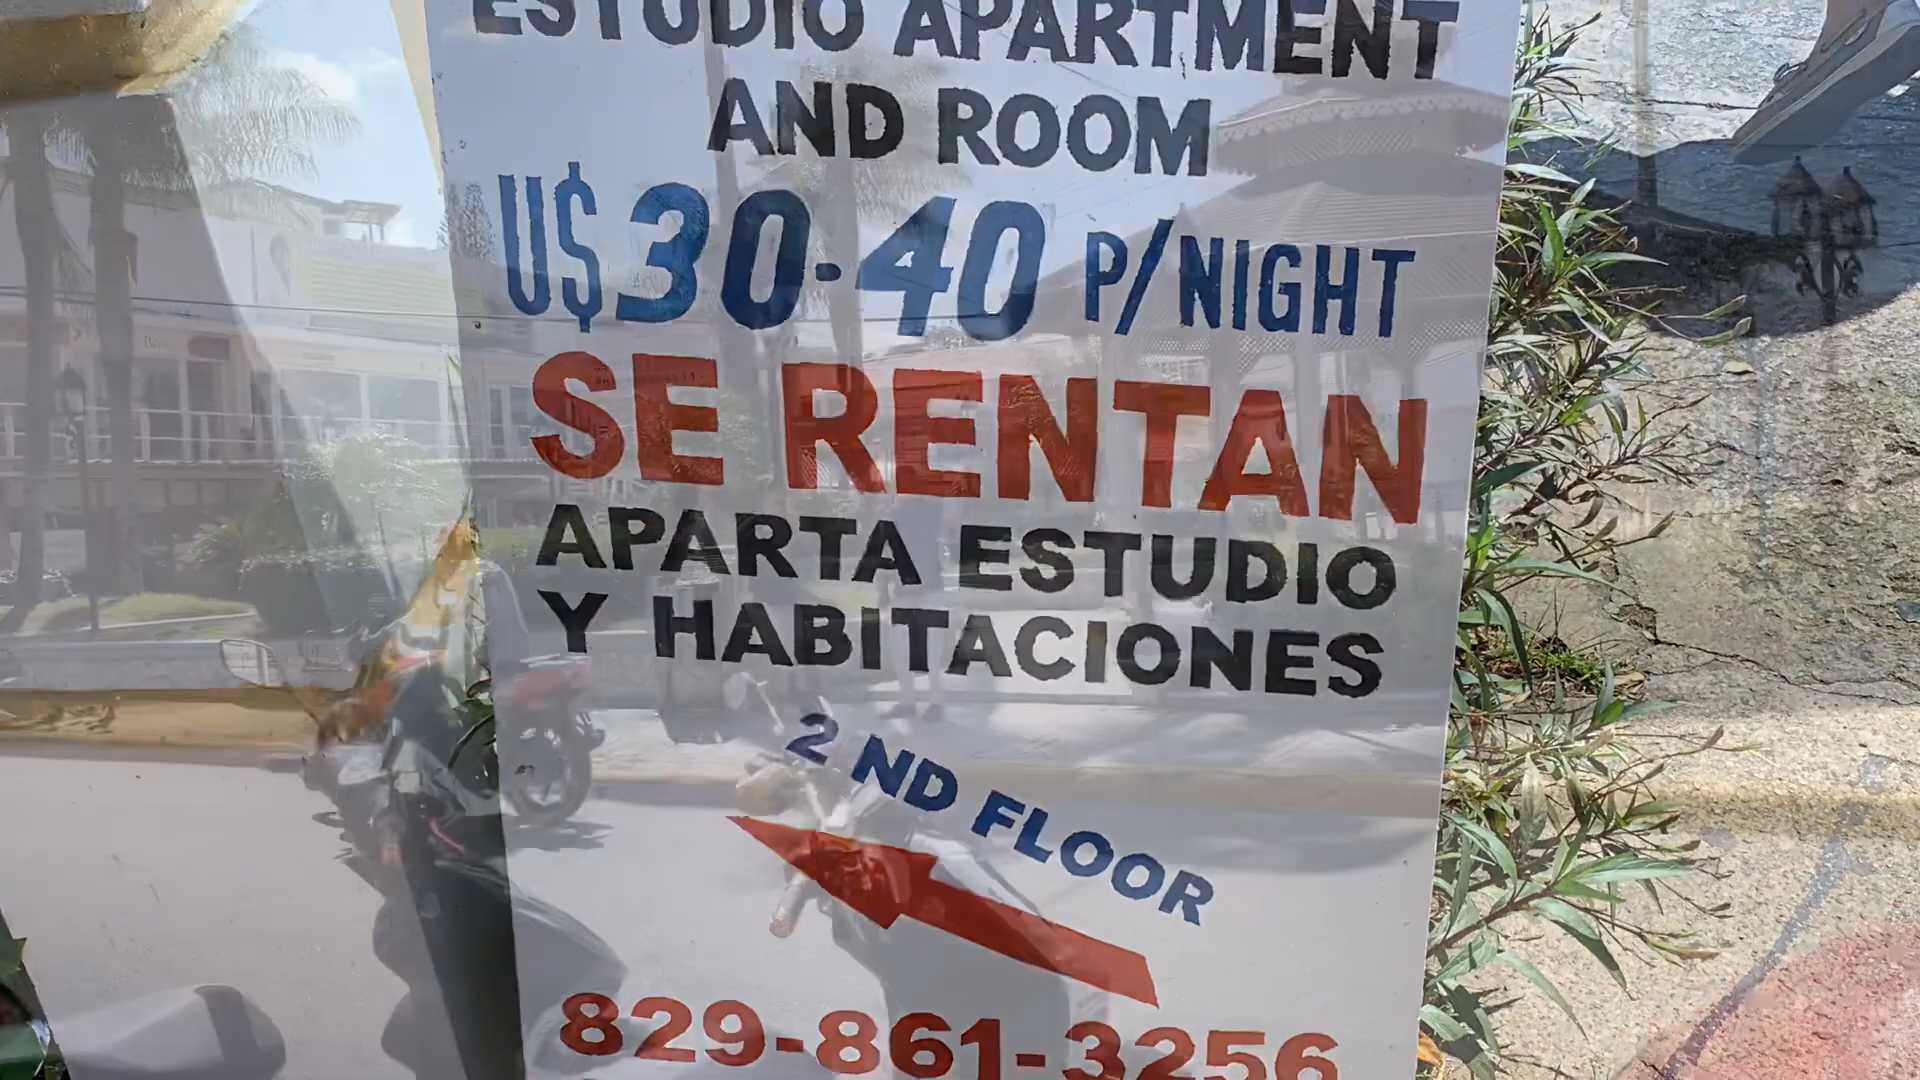 ESTUDIO APARTMENT
AND ROOM
U$30-40 P/NIGHT
SE RENTAN
APARTA ESTUDIO
Y HABITACIONES
2 ND FLOOR
829-861-3256